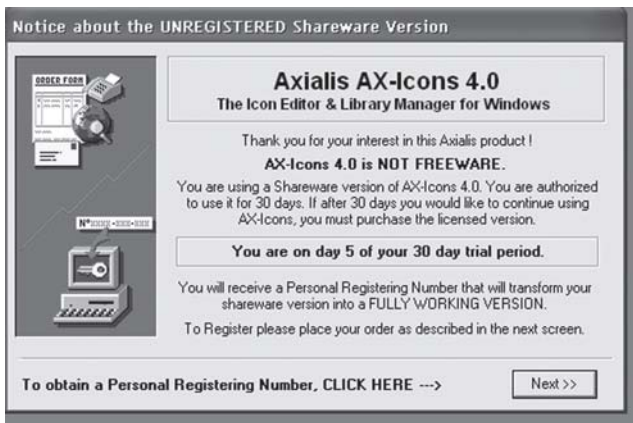 Notice about the UNREGISTERED Shareware Version
ORDER FORM
Axialis AX-Icons 4.0
The Icon Editor & Library Manager for Windows
Thank you for your interest in this Axialis product !
AX-Icons 4.0 is NOT FREEWARE.
You are using a Shareware version of AX-Icons 4.0. You are authorized
to use it for 30 days. If after 30 days you would like to continue using
AX-Icons, you must purchase the licensed version.
N°xxxx-xxx-xxx
You are on day 5 of your 30 day trial period.
You will receive a Personal Registering Number that will transform your
shareware version into a FULLY WORKING VERSION.
To Register please place your order as described in the next screen.
To obtain a Personal Registering Number, CLICK HERE --->
Next >>